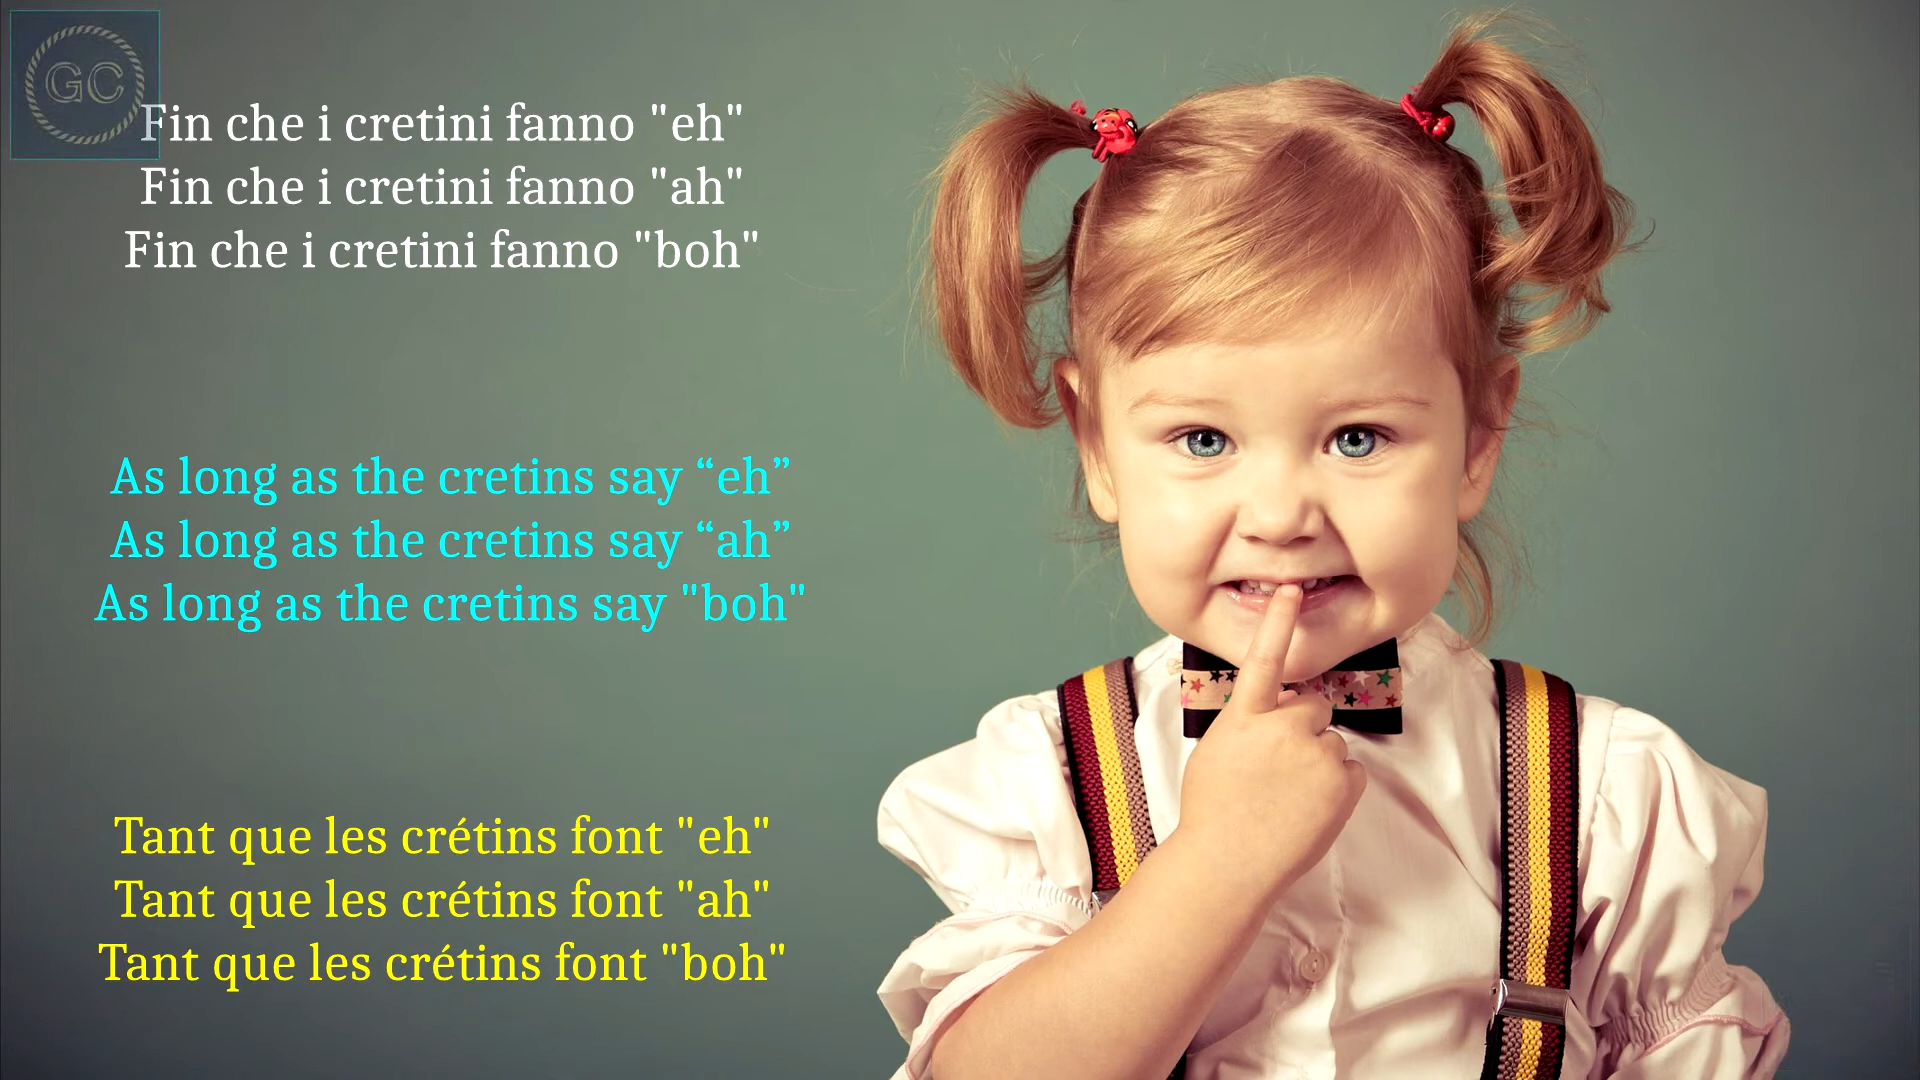 GC
Fin che i cretini fanno "eh"
Fin che i cretini fanno "ah"
Fin che i cretini fanno "boh"
As long as the cretins say “eh”
As long as the cretins say “ah”
As long as the cretins say "boh"
Tant que les crétins font "eh"
Tant que les crétins font "ah"
Tant que les crétins font "boh"